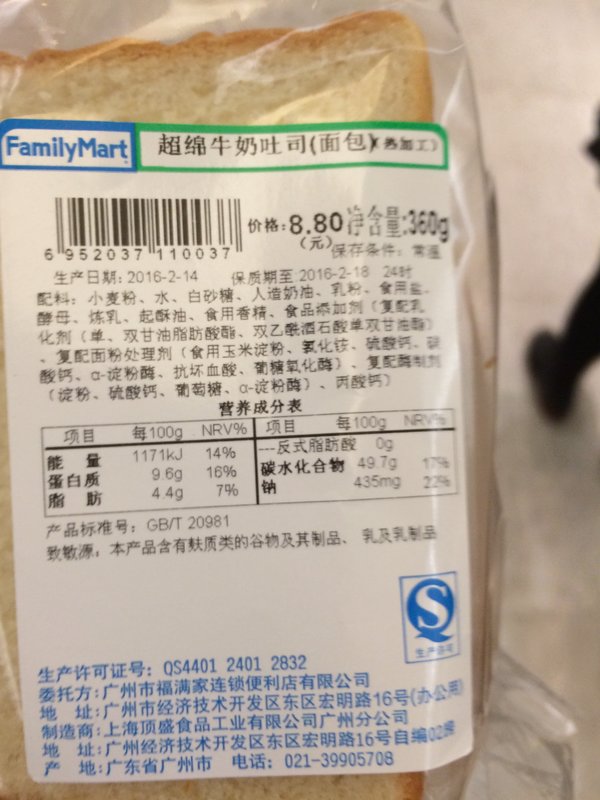 FamilyMart 超绵牛奶吐司(面包)(热加工)
6 952037 110037 价格:8.80(元) 净含量:360g
保存条件: 常温
生产日期:2016-2-14 保质期至 2016-2-18 24时
配料: 小麦粉、水、白砂糖、人造奶油、乳粉、食用盐、
酵母、炼乳、起酥油、食用香精、食品添加剂(复配乳
化剂(单、双甘油脂肪酸酯、双乙酰酒石酸单双甘油酯)
、复配面粉处理剂(食用玉米淀粉、氯化铵、硫酸钙、碳
酸钙、α-淀粉酶、抗坏血酸、葡糖氧化酶)、复配酶制剂
(淀粉、硫酸钙、葡萄糖、α-淀粉酶)、丙酸钙)
营养成分表
项目 每100g NRV% 项目 每100g NRV%
能 量 1171kJ 14% ---反式脂肪酸 0g
蛋白质 9.6g 16% 碳水化合物 49.7g 17%
脂 肪 4.4g 7% 钠 435mg 22%
产品标准号: GB/T 20981
致敏源: 本产品含有麸质类的谷物及其制品、 乳及乳制品
S
生产许可
生产许可证号: QS4401 2401 2832
委托方:广州市福满家连锁便利店有限公司
地 址:广州市经济技术开发区东区宏明路16号(办公用)
制造商:上海顶盛食品工业有限公司广州分公司
地 址:广州经济技术开发区东区宏明路16号自编02房
产 地:广东省广州市 电话: 021-39905708